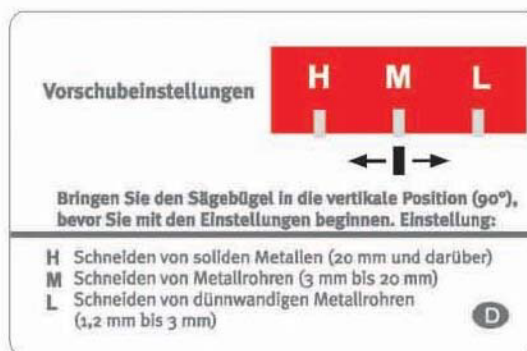 H M L
Vorschubeinstellungen
Bringen Sie den Sägebügel in die vertikale Position (90°),
bevor Sie mit den Einstellungen beginnen. Einstellung:
H Schneiden von soliden Metallen (20 mm und darüber)
M Schneiden von Metallrohren (3 mm bis 20 mm)
L Schneiden von dünnwandigen Metallrohren
(1,2 mm bis 3 mm)
D